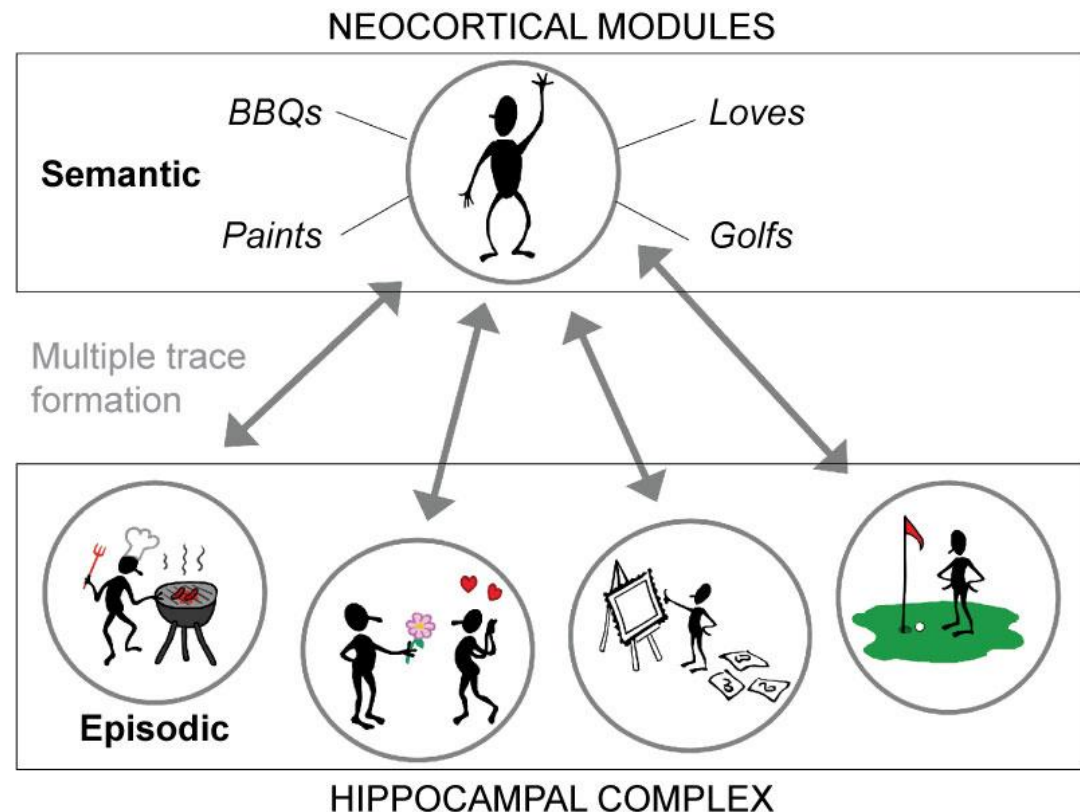 NEOCORTICAL MODULES
BBQs
Loves
Semantic
Paints
Golfs
Multiple trace
formation
Episodic
HIPPOCAMPAL COMPLEX